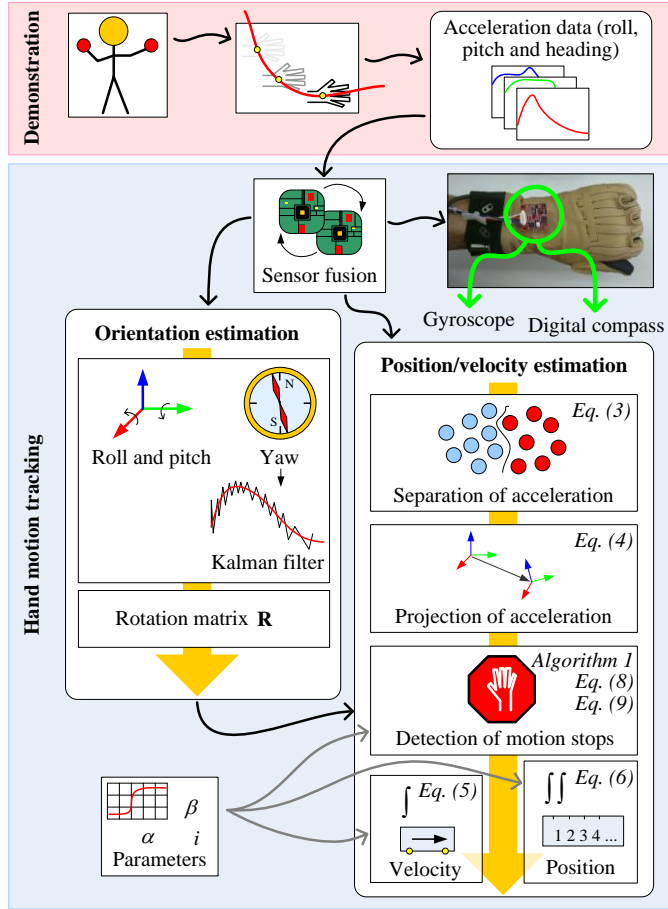 Demonstration
Acceleration data (roll,
pitch and heading)
Hand motion tracking
Sensor fusion
Gyroscope
Digital compass
Orientation estimation
N
S
Roll and pitch
Yaw
Kalman filter
Rotation matrix R
Position/velocity estimation
Eq. (3)
Separation of acceleration
Eq. (4)
Projection of acceleration
Algorithm 1
Eq. (8)
Eq. (9)
Detection of motion stops
β
α i
Parameters
∫ Eq. (5)
Velocity
∫∫ Eq. (6)
1 2 3 4 ...
Position